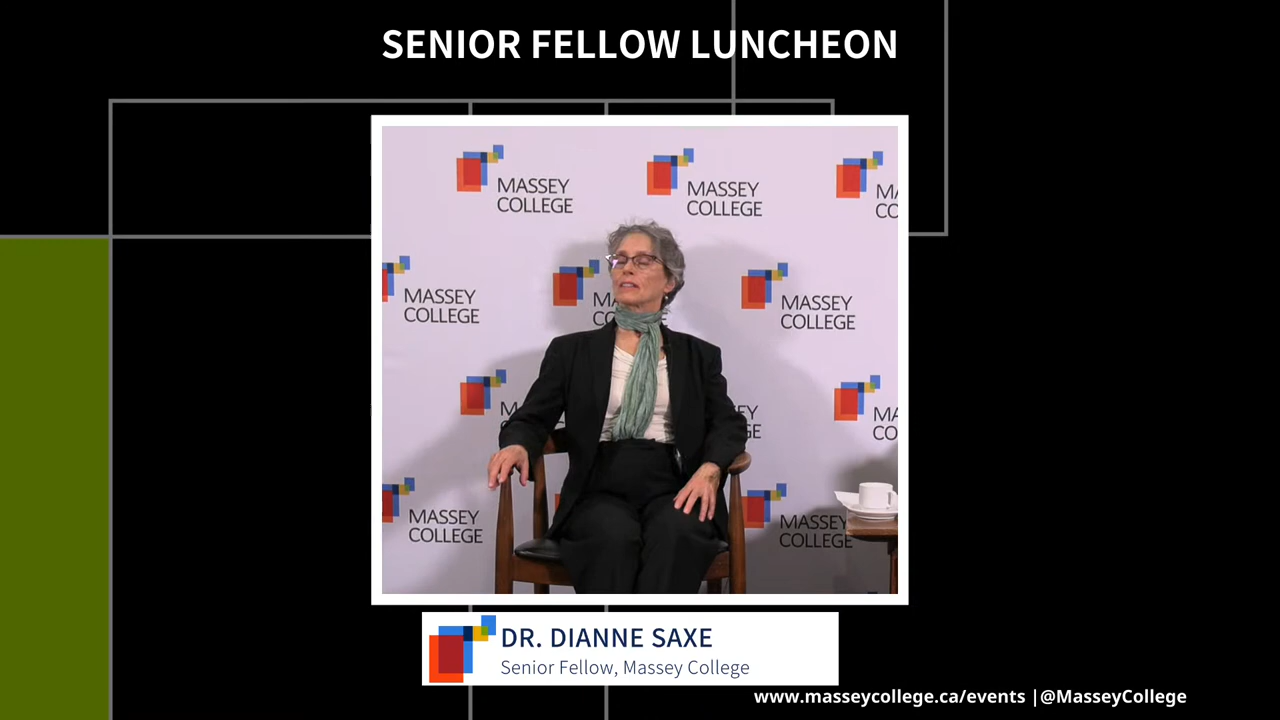 SENIOR FELLOW LUNCHEON
MASSEY
COLLEGE
MASSEY
COLLEGE
MASSEY
COLLEGE
MASSEY
COLLEGE
MASSEY
COLLEGE
MASSEY
COLLEGE
DR. DIANNE SAXE
Senior Fellow, Massey College
www.masseycollege.ca/events |@MasseyCollege